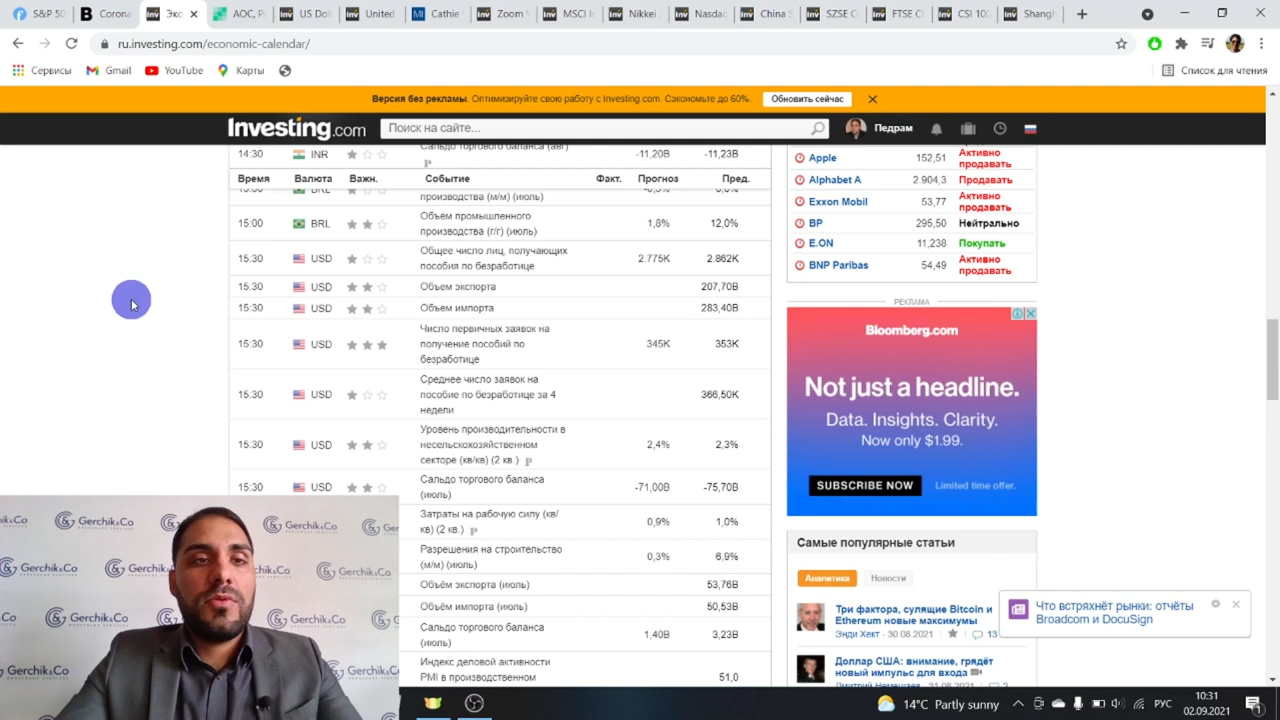 S&P 50
Corona
Эко
AOC, P
US Dol
United
Cathie
Zoom V
MSCI In
Nikkei
Nasda
China S
SZSE C
FTSE C
CSI 100
Shangh
ru.investing.com/economic-calendar/
Сервисы
Gmail
YouTube
Карты
Список для чтения
Версия без рекламы. Оптимизируйте свою работу с Investing.com. Сэкономьте до 60%.
Обновить сейчас
Investing.com
Поиск на сайте...
Педрам
14:30 INR -11,20B -11,23B
Время Валюта Важн. Событие Факт. Прогноз Пред.
производства (м/м) (июль)
15:00 BRL Объем промышленного производства (г/г) (июль) 1,8% 12,0%
15:30 USD Общее число лиц, получающих пособия по безработице 2.775K 2.862K
15:30 USD Объем экспорта 207,70B
15:30 USD Объем импорта 283,40B
15:30 USD Число первичных заявок на получение пособий по безработице 345K 353K
15:30 USD Среднее число заявок на пособие по безработице за 4 недели 366,50K
15:30 USD Уровень производительности в несельскохозяйственном секторе (кв/кв) (2 кв.) 2,4% 2,3%
15:30 USD Сальдо торгового баланса (июль) -71,00B -75,70B
Затраты на рабочую силу (кв/кв) (2 кв.) 0,9% 1,0%
Разрешения на строительство (м/м) (июль) 0,3% 6,9%
Объём экспорта (июль) 53,76B
Объём импорта (июль) 50,53B
Сальдо торгового баланса (июль) 1,40B 3,23B
Индекс деловой активности PMI в производственном 51,0
Apple 152,51 Активно продавать
Alphabet A 2.904,3 Продавать
Exxon Mobil 53,77 Активно продавать
BP 295,50 Нейтрально
E.ON 11,238 Покупать
BNP Paribas 54,49 Активно продавать
РЕКЛАМА
Bloomberg.com
Not just a headline.
Data. Insights. Clarity.
Now only $1.99.
SUBSCRIBE NOW
Limited time offer.
Самые популярные статьи
Аналитика
Новости
Три фактора, сулящие Bitcoin и
Ethereum новые максимумы
Энди Хект - 30.08.2021 13
Доллар США: внимание, грядёт
новый импульс для входа
Что встряхнёт рынки: отчёты
Broadcom и DocuSign
Gerchik&Co
14°C Partly sunny
РУС
10:31
02.09.2021